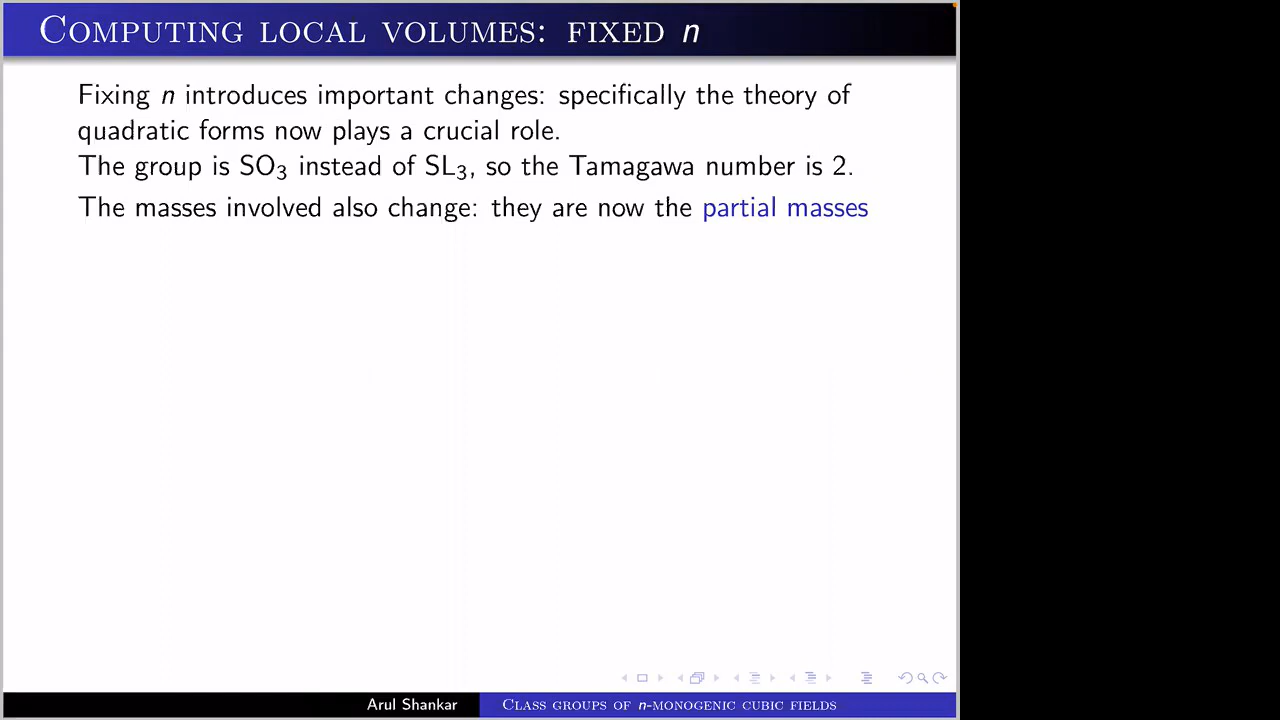 Computing local volumes: fixed n
Fixing n introduces important changes: specifically the theory of
quadratic forms now plays a crucial role.
The group is SO₃ instead of SL₃, so the Tamagawa number is 2.
The masses involved also change: they are now the partial masses
Arul Shankar
Class groups of n-monogenic cubic fields